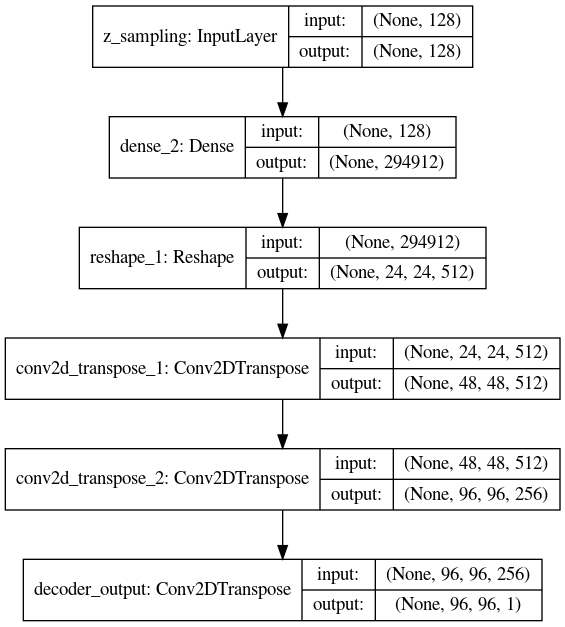 z_sampling: InputLayer
input: (None, 128)
output: (None, 128)
dense_2: Dense
input: (None, 128)
output: (None, 294912)
reshape_1: Reshape
input: (None, 294912)
output: (None, 24, 24, 512)
conv2d_transpose_1: Conv2DTranspose
input: (None, 24, 24, 512)
output: (None, 48, 48, 512)
conv2d_transpose_2: Conv2DTranspose
input: (None, 48, 48, 512)
output: (None, 96, 96, 256)
decoder_output: Conv2DTranspose
input: (None, 96, 96, 256)
output: (None, 96, 96, 1)